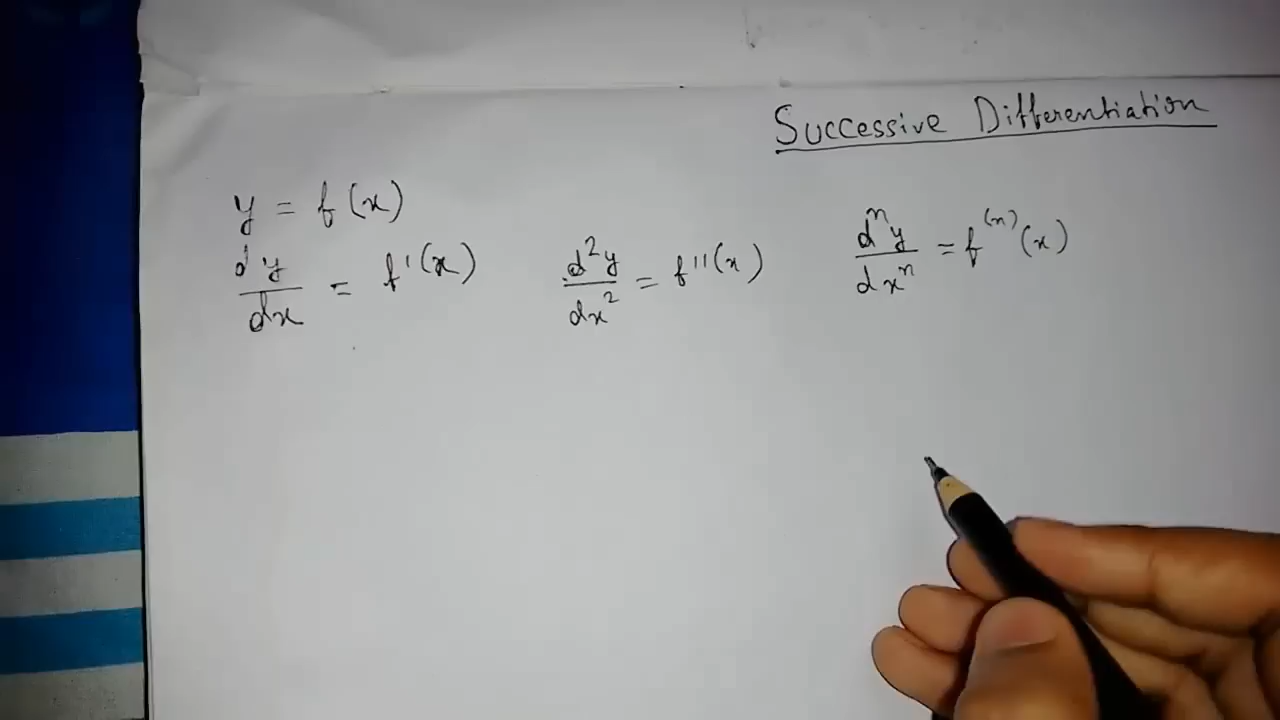 Successive Differentiation
y = f(x)
dy/dx = f'(x)
d²y/dx² = f''(x)
dⁿy/dxⁿ = f⁽ⁿ⁾(x)